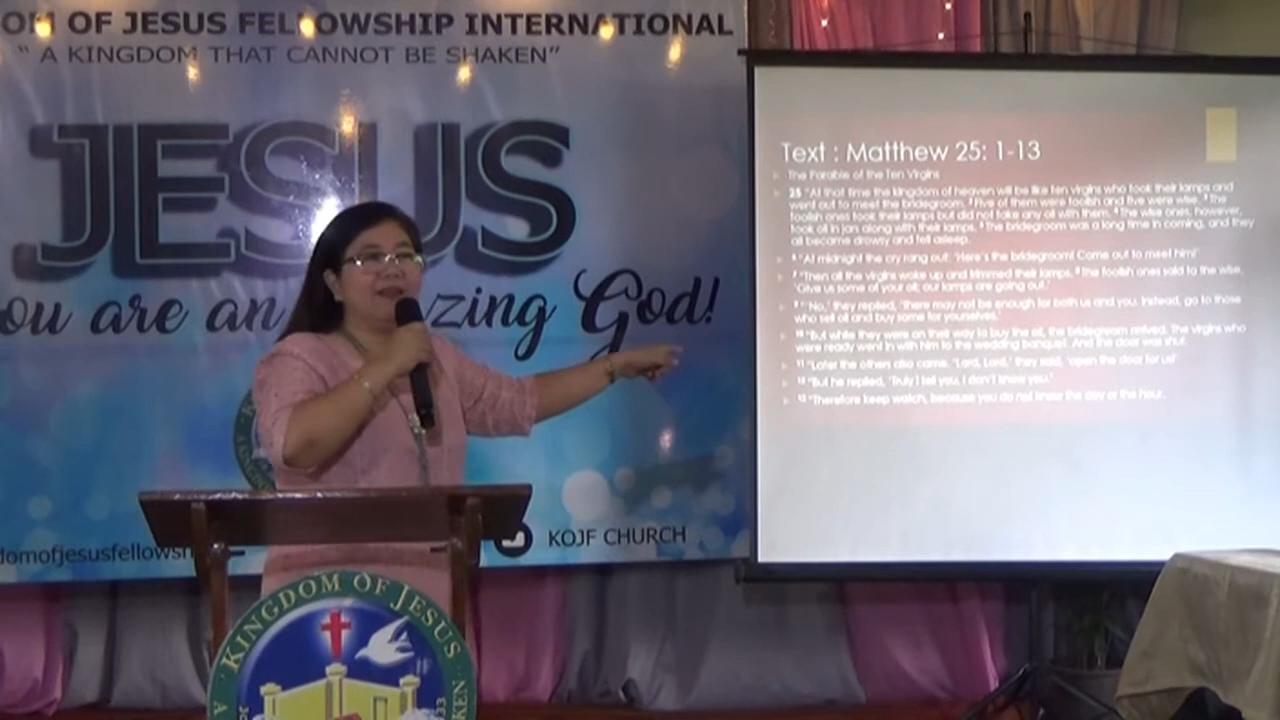 OM OF JESUS FELLOWSHIP INTERNATIONAL
“ A KINGDOM THAT CANNOT BE SHAKEN”
JESUS
ou are an zing God!
domofjesusfellowsh
KOJF CHURCH
KINGDOM OF JESUS
KEN
Text : Matthew 25: 1-13
The Parable of the Ten Virgins
25 “At that time the kingdom of heaven will be like ten virgins who took their lamps and
went out to meet the bridegroom. 2 Five of them were foolish and five were wise. 3 The
foolish ones took their lamps but did not take any oil with them. 4 The wise ones, however,
took oil in jars along with their lamps. 5 The bridegroom was a long time in coming, and they
all became drowsy and fell asleep.
6 “At midnight the cry rang out: ‘Here’s the bridegroom! Come out to meet him!’
7 “Then all the virgins woke up and trimmed their lamps. 8 The foolish ones said to the wise,
‘Give us some of your oil; our lamps are going out.’
9 “‘No,’ they replied, ‘there may not be enough for both us and you. Instead, go to those
who sell oil and buy some for yourselves.’
10 “But while they were on their way to buy the oil, the bridegroom arrived. The virgins who
were ready went in with him to the wedding banquet. And the door was shut.
11 “Later the others also came. ‘Lord, Lord,’ they said, ‘open the door for us!’
12 “But he replied, ‘Truly I tell you, I don’t know you.’
13 “Therefore keep watch, because you do not know the day or the hour.